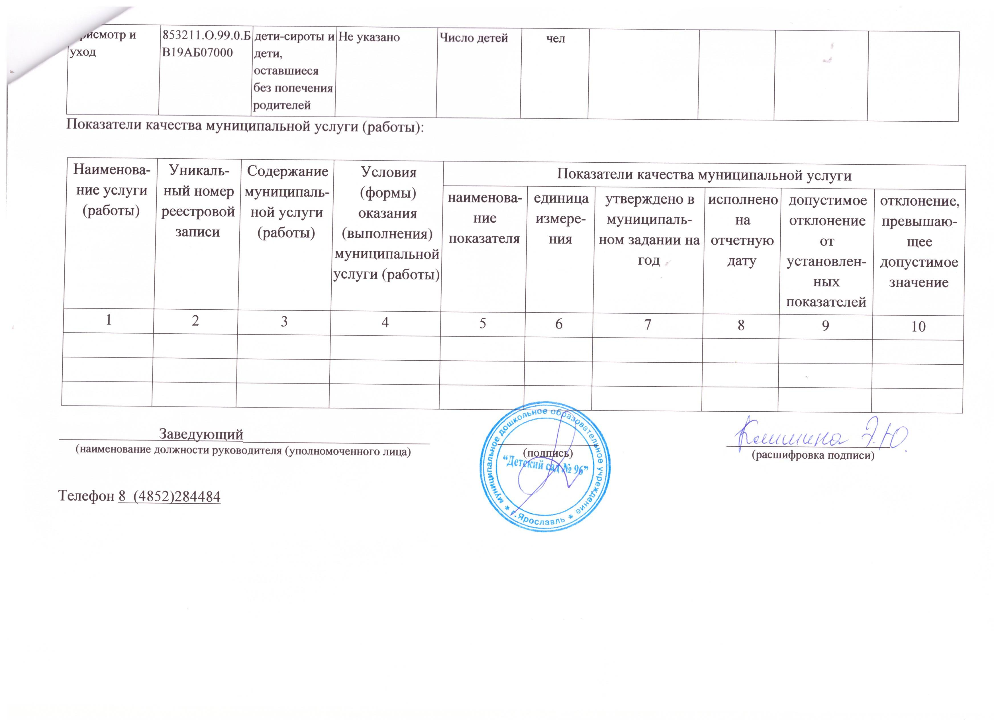 рисмотр и
уход
853211.О.99.0.Б
В19АБ07000
дети-сироты и
дети,
оставшиеся
без попечения
родителей
Не указано
Число детей
чел
Показатели качества муниципальной услуги (работы):
Наименова-
ние услуги
(работы)
Уникаль-
ный номер
реестровой
записи
Содержание
муниципаль-
ной услуги
(работы)
Условия
(формы)
оказания
(выполнения)
муниципальной
услуги (работы)
Показатели качества муниципальной услуги
наименова-
ние
показателя
единица
измере-
ния
утверждено в
муниципаль-
ном задании на
год
исполнено
на
отчетную
дату
допустимое
отклонение
от
установлен-
ных
показателей
отклонение,
превышаю-
щее
допустимое
значение
1 2 3 4 5 6 7 8 9 10
Заведующий
(наименование должности руководителя (уполномоченного лица)
(подпись)
Э.Ю.
(расшифровка подписи)
муниципальное дошкольное образовательное учреждение * г.Ярославль *
“Детский сад № 96”
Телефон 8 (4852)284484